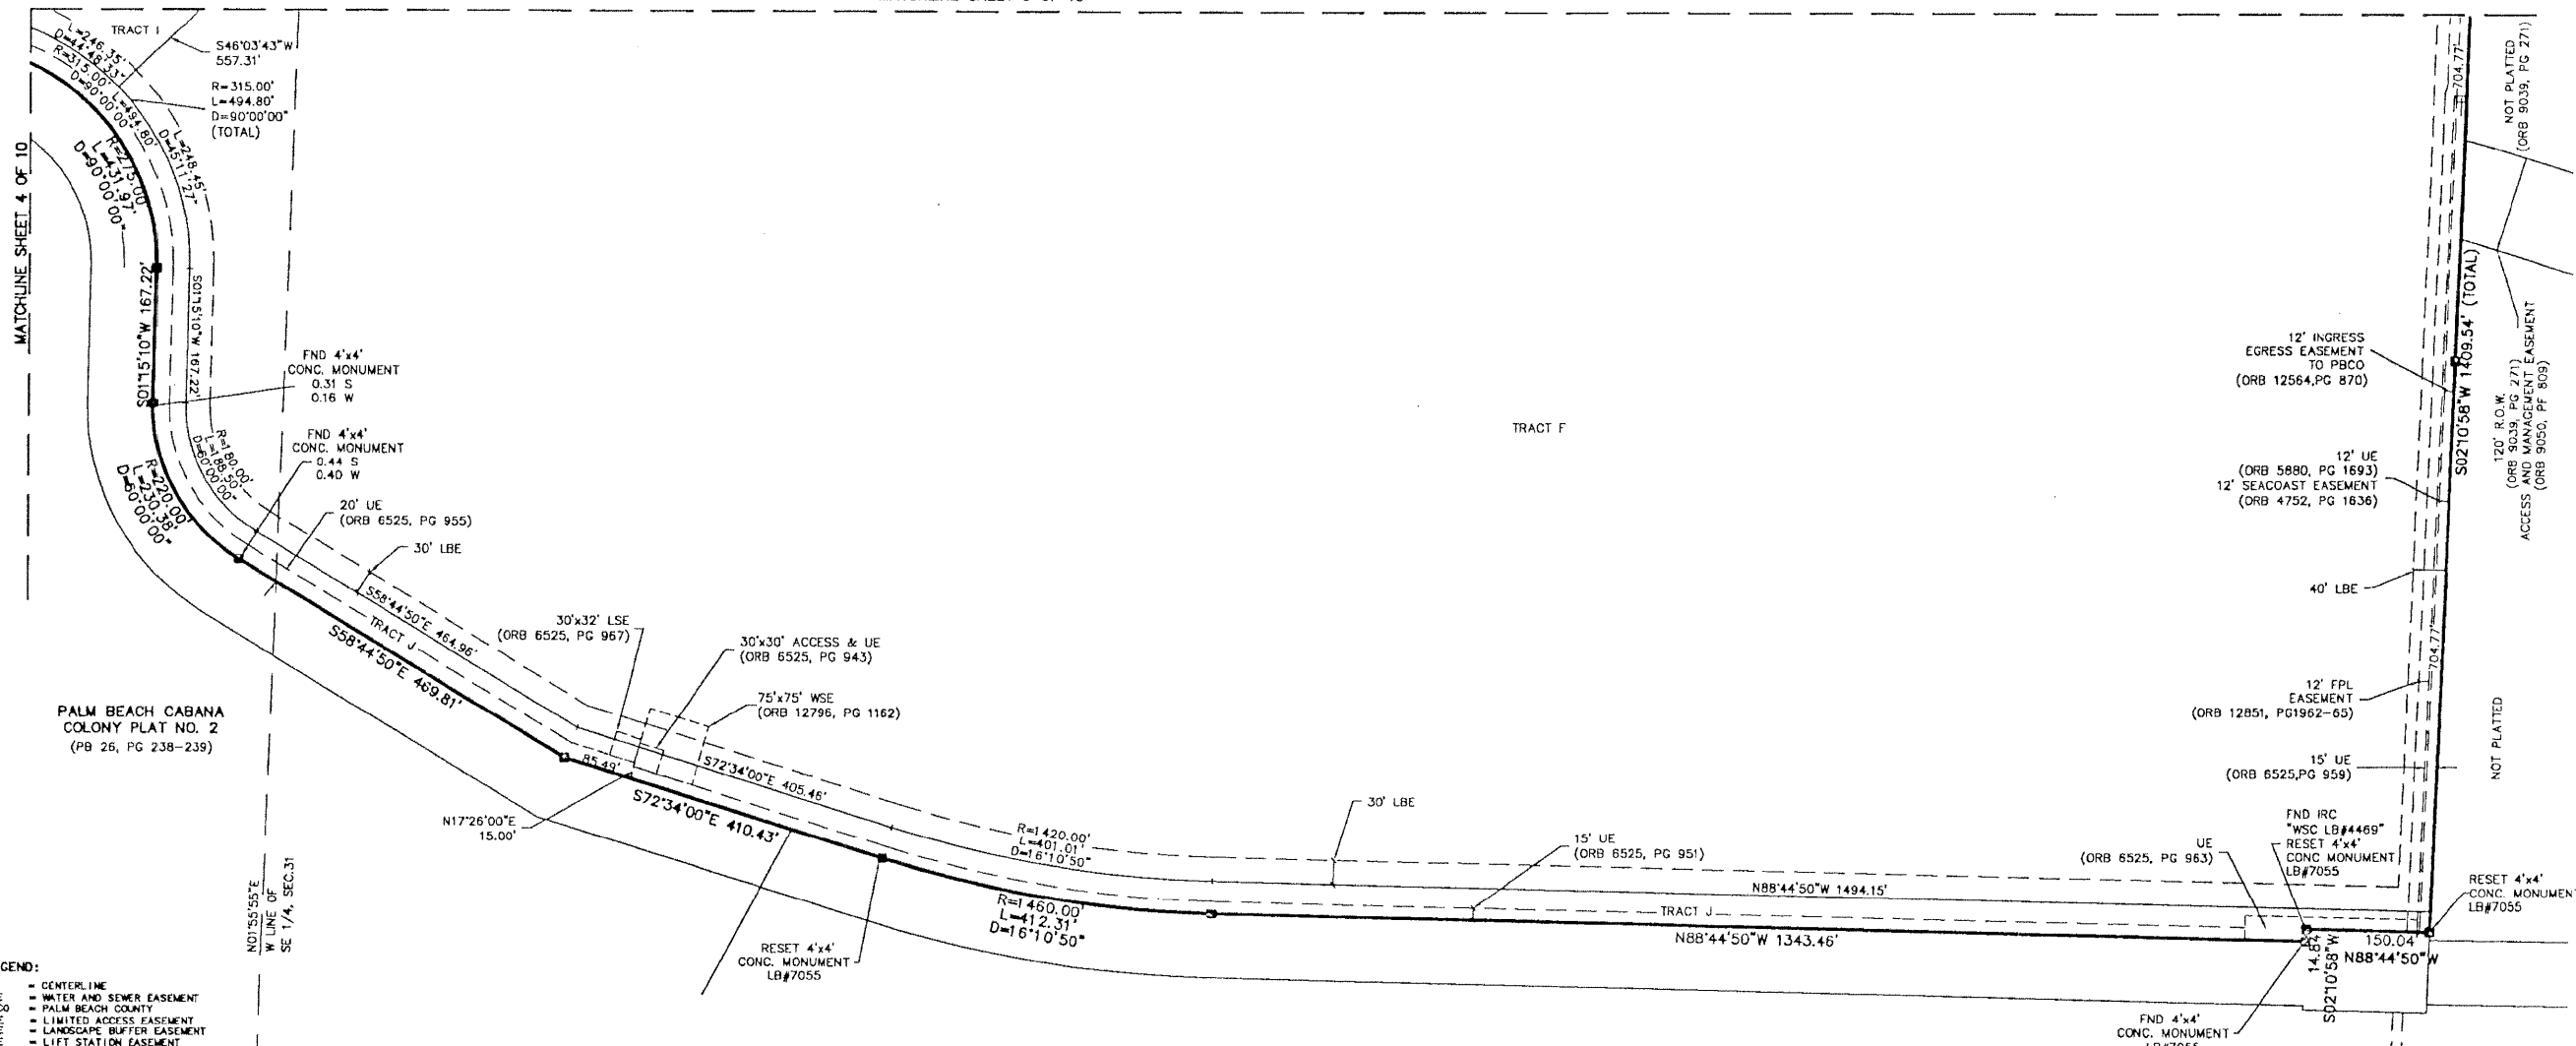 TRACT I
S46°03'43"W
557.31'
L=246.35'
D=44°48'33"
R=315.00'
D=90°00'00"
L=494.80'
R=315.00'
L=494.80'
D=90°00'00"
(TOTAL)
L=248.45'
D=45°11'27"
R=275.00'
L=431.97'
D=90°00'00"
MATCHLINE SHEET 4 OF 10
S01°15'10"W 167.22'
S01°15'10"W 167.22'
FND 4'x4'
CONC. MONUMENT
0.31 S
0.16 W
FND 4'x4'
CONC. MONUMENT
0.44 S
0.40 W
R=180.00'
L=188.50'
D=60°00'00"
R=220.00'
L=230.38'
D=60°00'00"
20' UE
(ORB 6525, PG 955)
30' LBE
S58°44'50"E 464.96'
TRACT J
S58°44'50"E 469.81'
30'x32' LSE
(ORB 6525, PG 967)
30'x30' ACCESS & UE
(ORB 6525, PG 943)
75'x75' WSE
(ORB 12796, PG 1162)
PALM BEACH CABANA
COLONY PLAT NO. 2
(PB 26, PG 238-239)
85.49'
S72°34'00"E 405.46'
S72°34'00"E 410.43'
N17°26'00"E
15.00'
N01°55'55"E
W LINE OF
SE 1/4, SEC.31
RESET 4'x4'
CONC. MONUMENT
LB#7055
R=1420.00'
L=401.01'
D=16°10'50"
R=1460.00'
L=412.31'
D=16°10'50"
30' LBE
15' UE
(ORB 6525, PG 951)
N88°44'50"W 1494.15'
TRACT J
N88°44'50"W 1343.46'
TRACT F
704.77'
NOT PLATTED
(ORB 9039, PG 271)
12' INGRESS
EGRESS EASEMENT
TO PBCO
(ORB 12564,PG 870)
S02°10'58"W 1409.54' (TOTAL)
120' R.O.W.
(ORB 9039, PG 271)
ACCESS AND MANAGEMENT EASEMENT
(ORB 9050, PF 809)
12' UE
(ORB 5880, PG 1693)
12' SEACOAST EASEMENT
(ORB 4752, PG 1636)
40' LBE
704.77'
12' FPL
EASEMENT
(ORB 12851, PG1962-65)
NOT PLATTED
15' UE
(ORB 6525,PG 959)
FND IRC
"WSC LB#4469"
RESET 4'x4'
CONC MONUMENT
LB#7055
UE
(ORB 6525, PG 963)
RESET 4'x4'
CONC. MONUMENT
LB#7055
150.04'
N88°44'50"W
14.84'
S02°10'58"W
FND 4'x4'
CONC. MONUMENT
GEND:
= CENTERLINE
= WATER AND SEWER EASEMENT
= PALM BEACH COUNTY
= LIMITED ACCESS EASEMENT
= LANDSCAPE BUFFER EASEMENT
= LIFT STATION EASEMENT